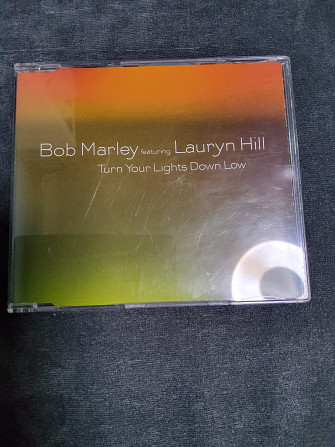 Bob Marley featuring Lauryn Hill
Turn Your Lights Down Low